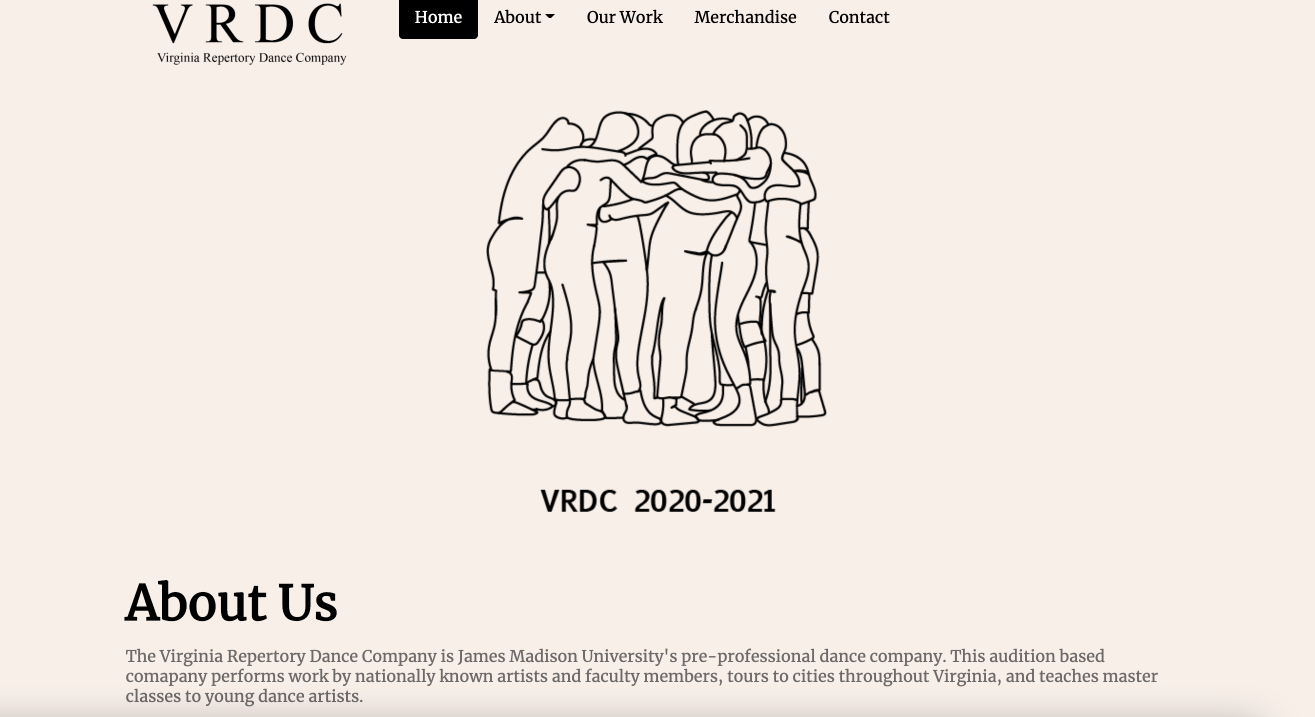 VRDC
Virginia Repertory Dance Company
Home About Our Work Merchandise Contact
VRDC 2020-2021
About Us
The Virginia Repertory Dance Company is James Madison University's pre-professional dance company. This audition based
comapany performs work by nationally known artists and faculty members, tours to cities throughout Virginia, and teaches master
classes to young dance artists.